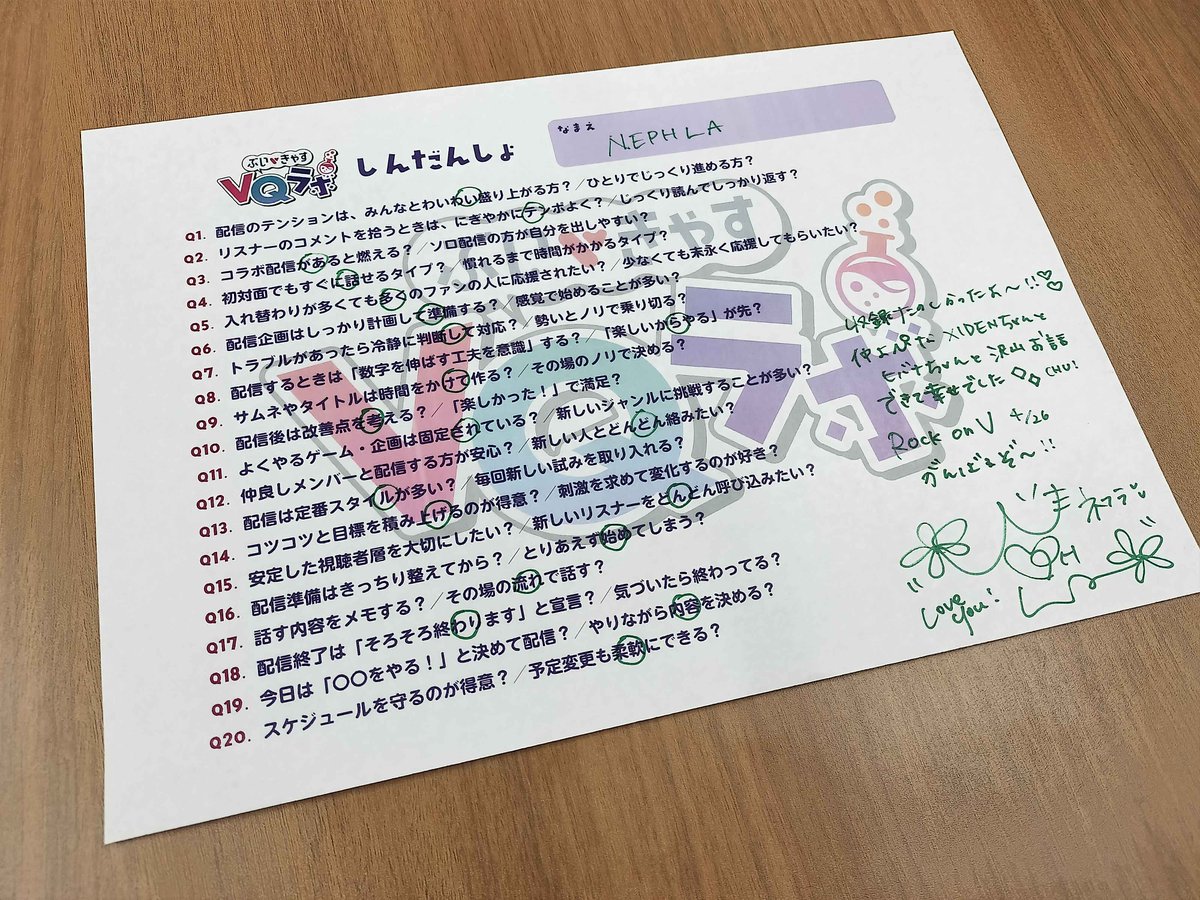 ぶい♥きゃす
VQラボ
しんだんしょ
なまえ
NEPHLA
Q1. 配信のテンションは、みんなとわいわい盛り上がる方？／ひとりでじっくり進める方？
Q2. リスナーのコメントを拾うときは、にぎやかにテンポよく？／じっくり読んでしっかり返す？
Q3. コラボ配信があると燃える？／ソロ配信の方が自分を出しやすい？
Q4. 初対面でもすぐに話せるタイプ？／慣れるまで時間がかかるタイプ？
Q5. 入れ替わりが多くても多くのファンの人に応援されたい？／少なくても末永く応援してもらいたい？
Q6. 配信企画はしっかり計画して準備する？／感覚で始めることが多い？
Q7. トラブルがあったら冷静に判断して対応？／勢いとノリで乗り切る？
Q8. 配信するときは「数字を伸ばす工夫を意識」する？／「楽しいからやる」が先？
Q9. サムネやタイトルは時間をかけて作る？／その場のノリで決める？
Q10. 配信後は改善点を考える？／「楽しかった！」で満足？
Q11. よくやるゲーム・企画は固定されている？／新しいジャンルに挑戦することが多い？
Q12. 仲良しメンバーと配信する方が安心？／新しい人とどんどん絡みたい？
Q13. 配信は定番スタイルが多い？／毎回新しい試みを取り入れる？
Q14. コツコツと目標を積み上げるのが得意？／刺激を求めて変化するのが好き？
Q15. 安定した視聴者層を大切にしたい？／新しいリスナーをどんどん呼び込みたい？
Q16. 配信準備はきっちり整えてから？／とりあえず始めてしまう？
Q17. 話す内容をメモする？／その場の流れで話す？
Q18. 配信終了は「そろそろ終わります」と宣言？／気づいたら終わってる？
Q19. 今日は「〇〇をやる！」と決めて配信？／やりながら内容を決める？
Q20. スケジュールを守るのが得意？／予定変更も柔軟にできる？
ぶい♥きゃす
VQラボ
収録たのしかったよ〜!!♡
XIDENちゃんと
ちゃんと沢山お話
できて幸せでした CHU!
Rock on V 4/26
がんばるぞ〜!!
ネフラ
Love you!